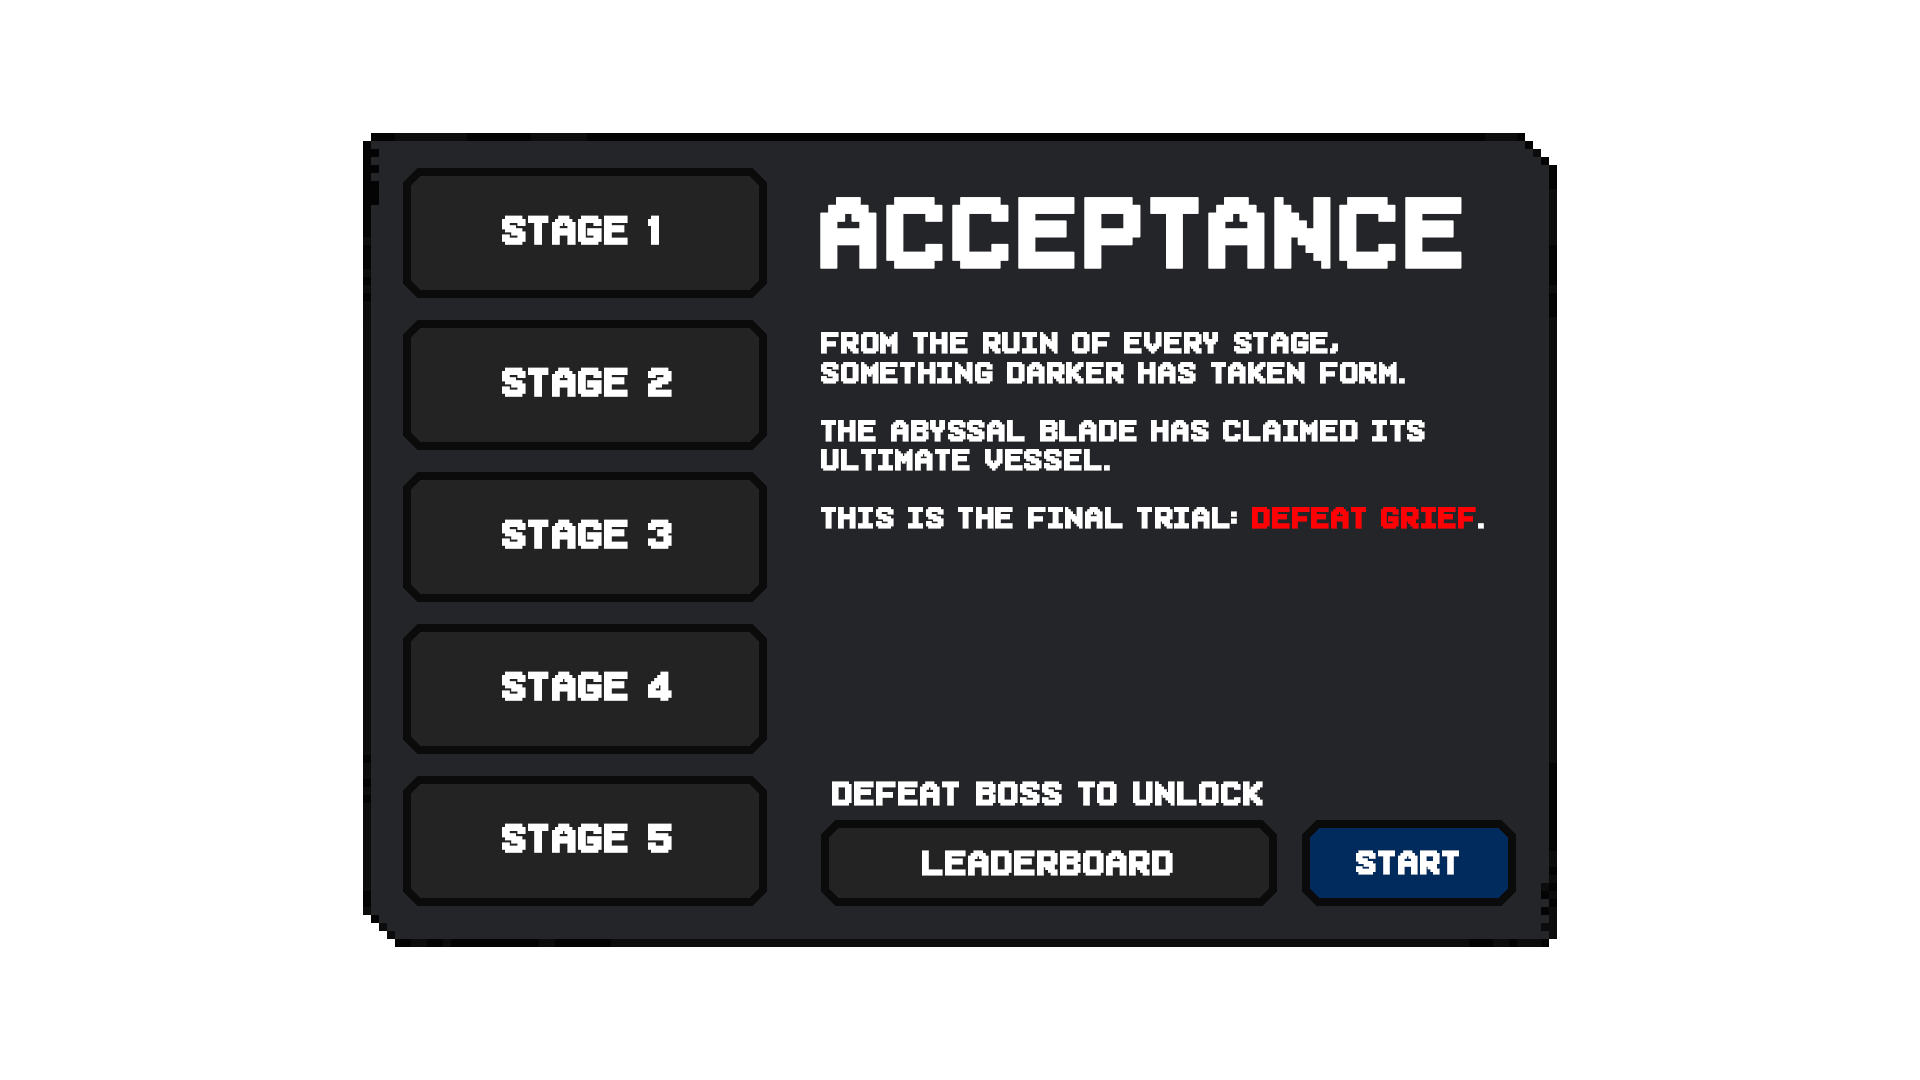 STAGE 1
STAGE 2
STAGE 3
STAGE 4
STAGE 5
ACCEPTANCE
FROM THE RUIN OF EVERY STAGE,
SOMETHING DARKER HAS TAKEN FORM.
THE ABYSSAL BLADE HAS CLAIMED ITS
ULTIMATE VESSEL.
THIS IS THE FINAL TRIAL: DEFEAT GRIEF.
DEFEAT BOSS TO UNLOCK
LEADERBOARD
START